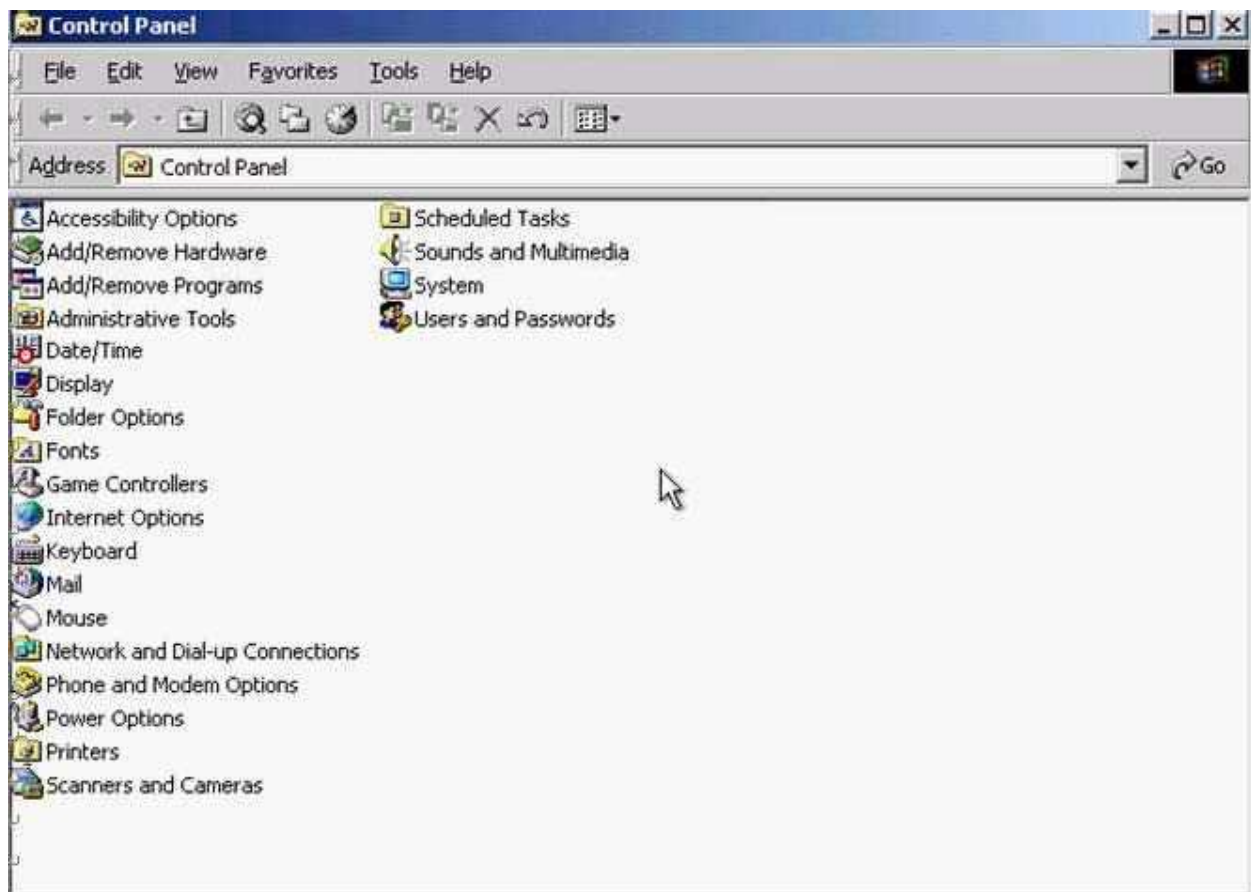 Control Panel
File Edit View Favorites Tools Help
Address Control Panel Go
Accessibility Options
Add/Remove Hardware
Add/Remove Programs
Administrative Tools
Date/Time
Display
Folder Options
Fonts
Game Controllers
Internet Options
Keyboard
Mail
Mouse
Network and Dial-up Connections
Phone and Modem Options
Power Options
Printers
Scanners and Cameras
Scheduled Tasks
Sounds and Multimedia
System
Users and Passwords